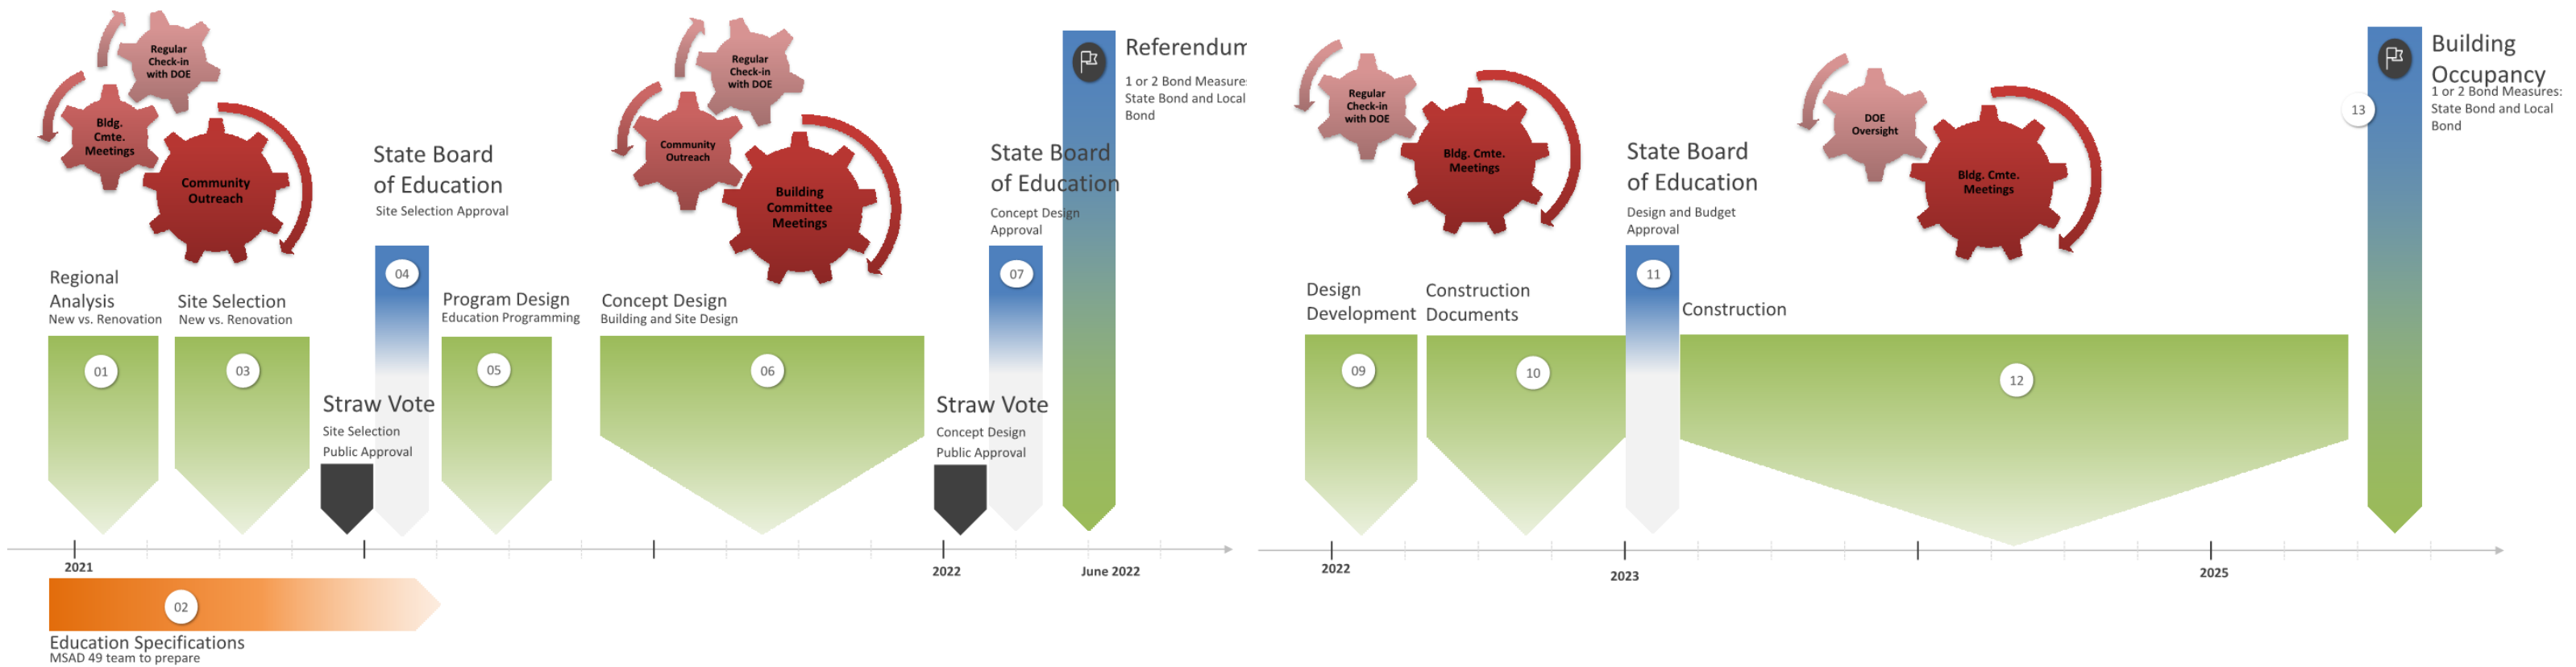 Regular
Check-in
with DOE
Bldg.
Cmte.
Meetings
Community
Outreach
Regional
Analysis
New vs. Renovation
01
Site Selection
New vs. Renovation
03
State Board
of Education
Site Selection Approval
04
Straw Vote
Site Selection
Public Approval
Program Design
Education Programming
05
Regular
Check-in
with DOE
Community
Outreach
Building
Committee
Meetings
Concept Design
Building and Site Design
06
Straw Vote
Concept Design
Public Approval
State Board
of Education
Concept Design
Approval
07
Referendum
1 or 2 Bond Measure
State Bond and Local
Bond
2021
2022
June 2022
02
Education Specifications
MSAD 49 team to prepare
Regular
Check-in
with DOE
Bldg. Cmte.
Meetings
Design
Development
09
Construction
Documents
10
State Board
of Education
Design and Budget
Approval
11
DOE
Oversight
Bldg. Cmte.
Meetings
Construction
12
13
Building
Occupancy
1 or 2 Bond Measures:
State Bond and Local
Bond
2022
2023
2025